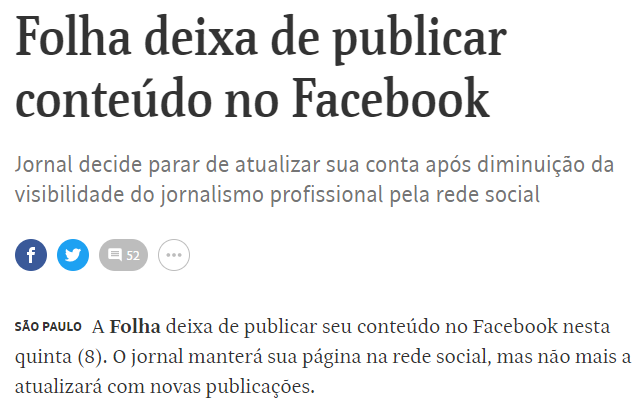 Folha deixa de publicar
conteúdo no Facebook
Jornal decide parar de atualizar sua conta após diminuição da
visibilidade do jornalismo profissional pela rede social
52
SÃO PAULO A Folha deixa de publicar seu conteúdo no Facebook nesta
quinta (8). O jornal manterá sua página na rede social, mas não mais a
atualizará com novas publicações.